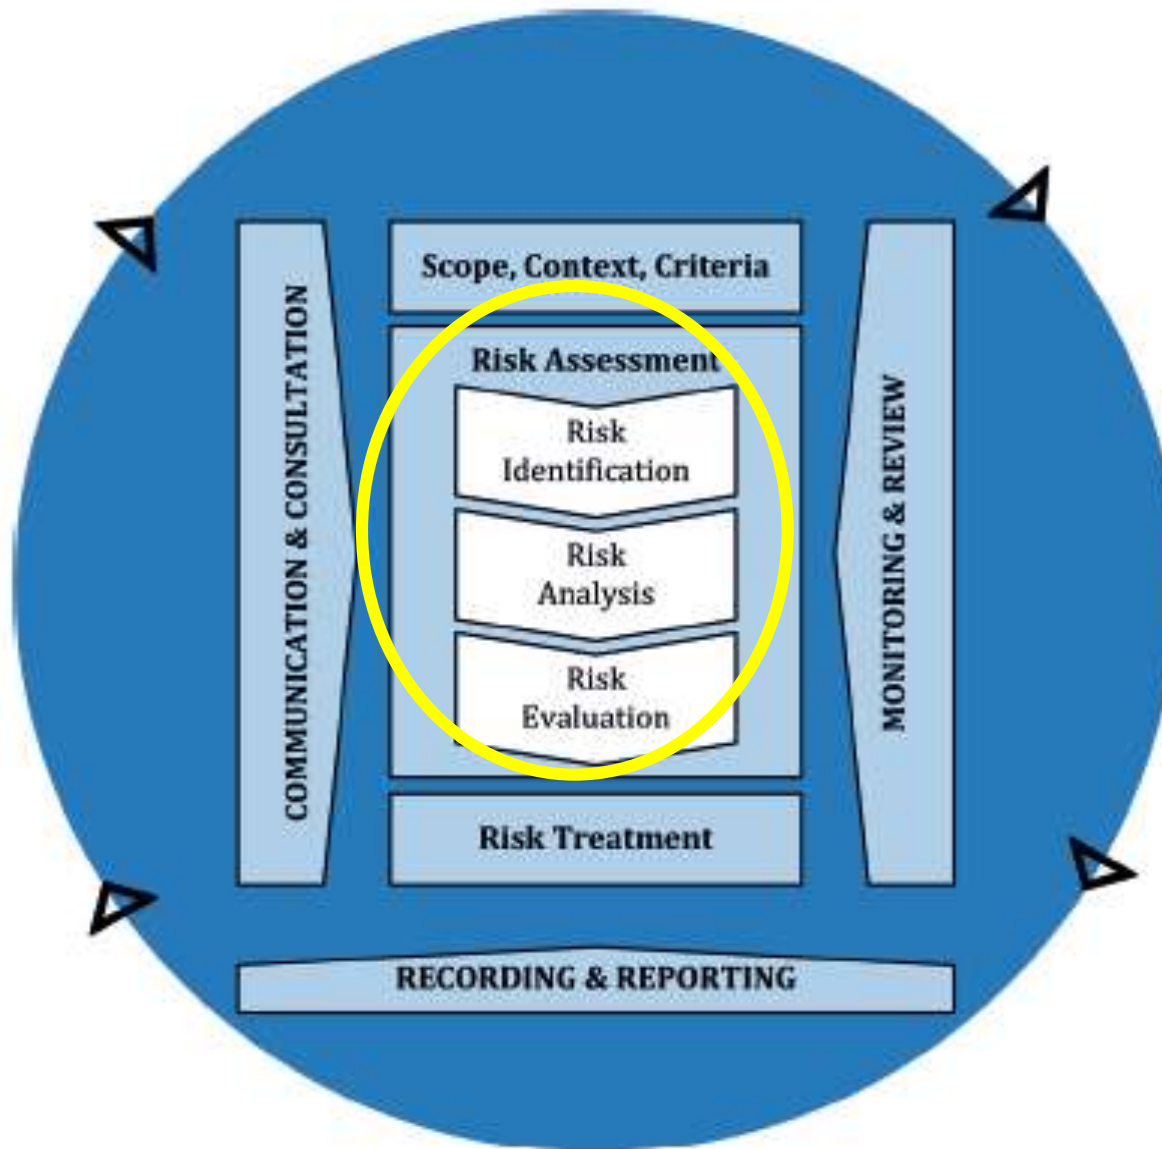 Scope, Context, Criteria
COMMUNICATION & CONSULTATION
Risk Assessment
Risk
Identification
Risk
Analysis
Risk
Evaluation
MONITORING & REVIEW
Risk Treatment
RECORDING & REPORTING